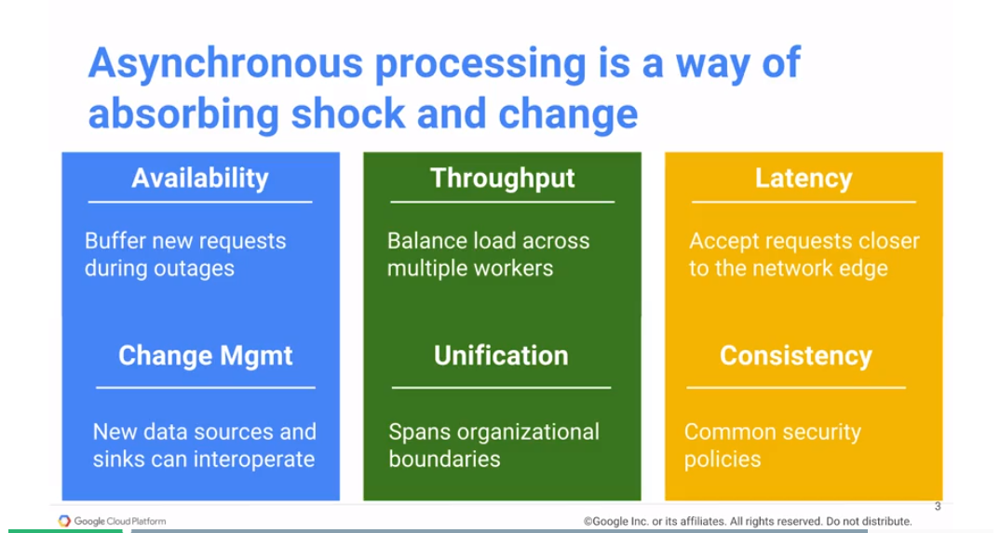 Asynchronous processing is a way of
absorbing shock and change
Availability
Buffer new requests
during outages
Throughput
Balance load across
multiple workers
Latency
Accept requests closer
to the network edge
Change Mgmt
New data sources and
sinks can interoperate
Unification
Spans organizational
boundaries
Consistency
Common security
policies
3
Google Cloud Platform
©Google Inc. or its affiliates. All rights reserved. Do not distribute.